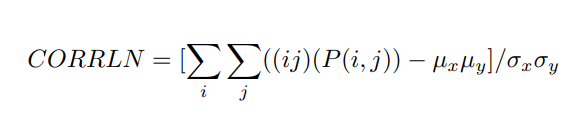 CORRLN = [∑_i ∑_j ((ij)(P(i, j)) − μ_x μ_y]/σ_x σ_y